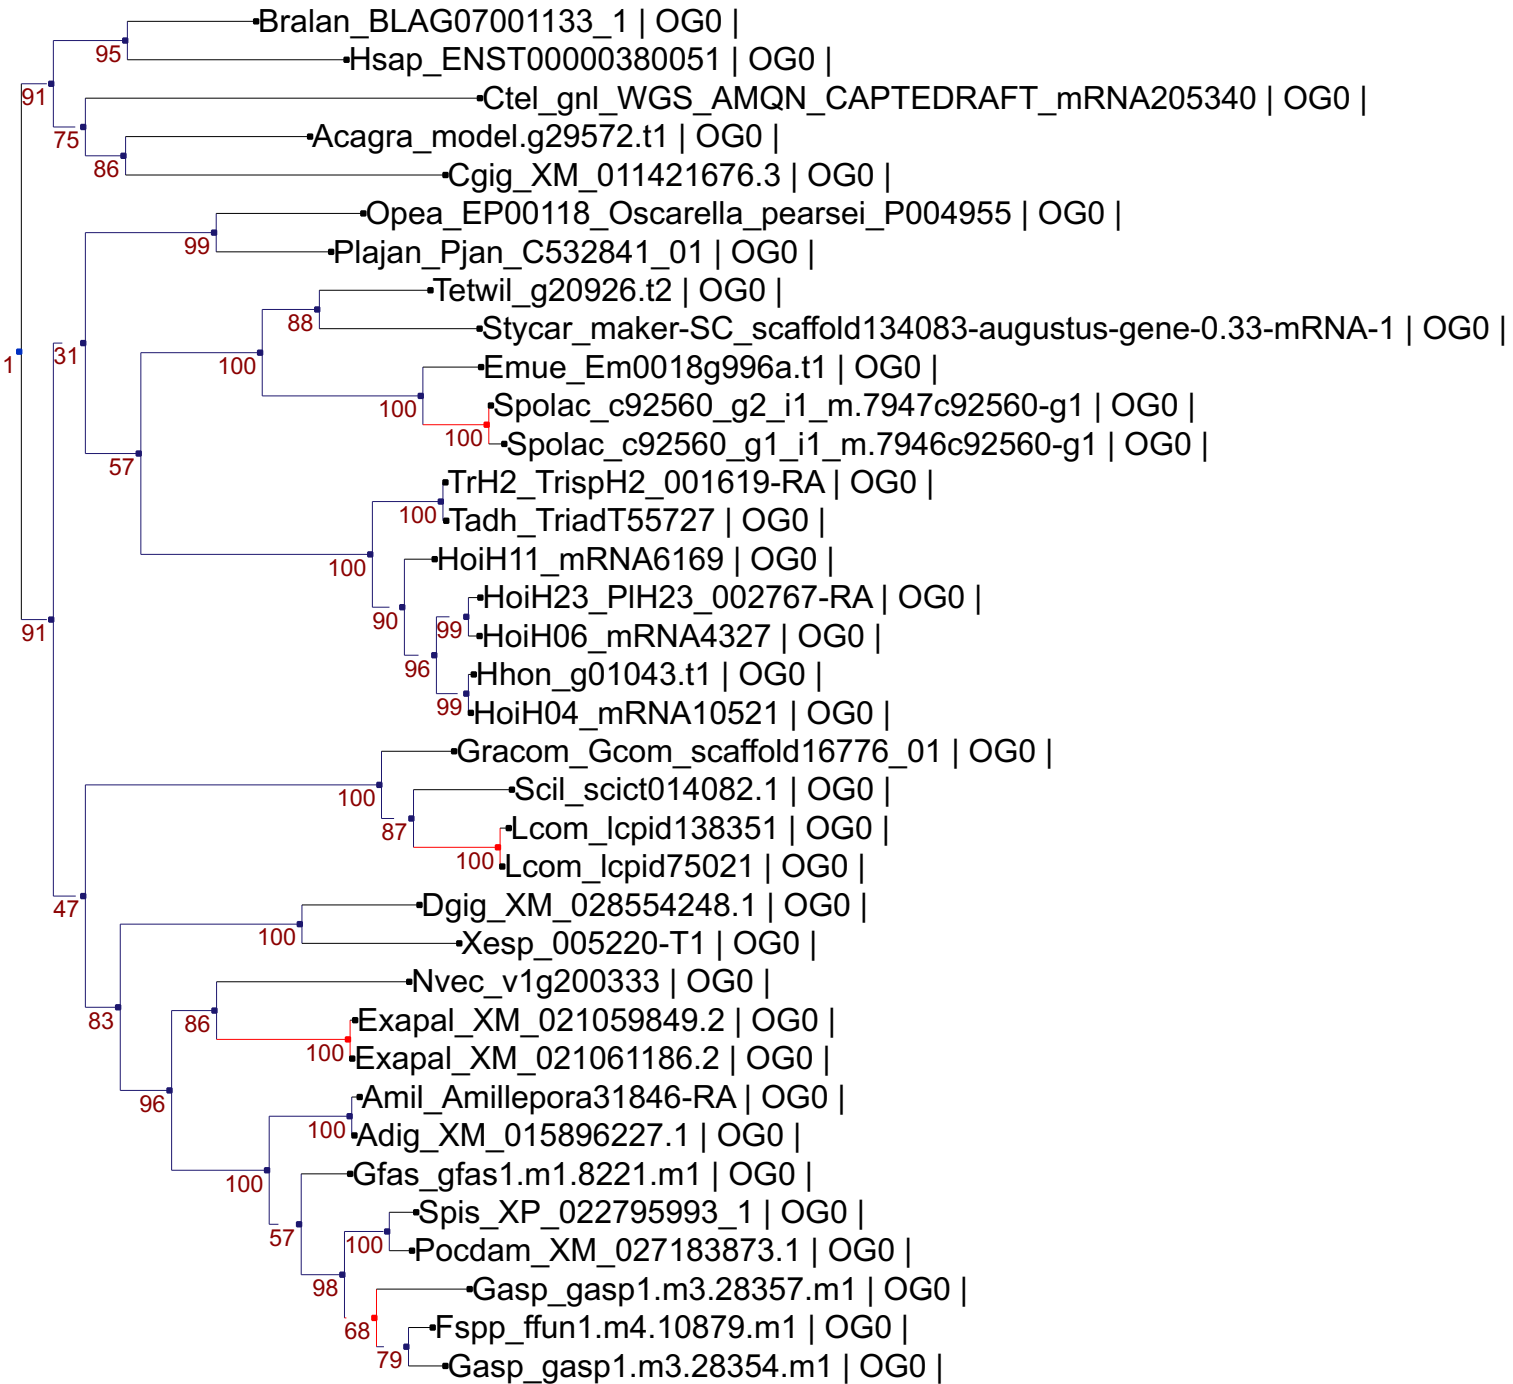 Bralan_BLAG07001133_1 | OG0 |
95
Hsap_ENST00000380051 | OG0 |
91
Ctel_gnl_WGS_AMQN_CAPTEDRAFT_mRNA205340 | OG0 |
75
Acagra_model.g29572.t1 | OG0 |
86
Cgig_XM_011421676.3 | OG0 |
Opea_EP00118_Oscarella_pearsei_P004955 | OG0 |
99
Plajan_Pjan_C532841_01 | OG0 |
Tetwil_g20926.t2 | OG0 |
88
Stycar_maker-SC_scaffold134083-augustus-gene-0.33-mRNA-1 | OG0 |
1
31
100
Emue_Em0018g996a.t1 | OG0 |
100
Spolac_c92560_g2_i1_m.7947c92560-g1 | OG0 |
100
Spolac_c92560_g1_i1_m.7946c92560-g1 | OG0 |
57
TrH2_TrispH2_001619-RA | OG0 |
100
Tadh_TriadT55727 | OG0 |
100
HoiH11_mRNA6169 | OG0 |
HoiH23_PlH23_002767-RA | OG0 |
90
99
HoiH06_mRNA4327 | OG0 |
91
96
Hhon_g01043.t1 | OG0 |
99
HoiH04_mRNA10521 | OG0 |
Gracom_Gcom_scaffold16776_01 | OG0 |
100
Scil_scict014082.1 | OG0 |
87
Lcom_lcpid138351 | OG0 |
100
Lcom_lcpid75021 | OG0 |
47
Dgig_XM_028554248.1 | OG0 |
100
Xesp_005220-T1 | OG0 |
Nvec_v1g200333 | OG0 |
83
86
Exapal_XM_021059849.2 | OG0 |
100
Exapal_XM_021061186.2 | OG0 |
96
Amil_Amillepora31846-RA | OG0 |
100
Adig_XM_015896227.1 | OG0 |
100
Gfas_gfas1.m1.8221.m1 | OG0 |
57
Spis_XP_022795993_1 | OG0 |
100
Pocdam_XM_027183873.1 | OG0 |
98
Gasp_gasp1.m3.28357.m1 | OG0 |
68
Fspp_ffun1.m4.10879.m1 | OG0 |
79
Gasp_gasp1.m3.28354.m1 | OG0 |